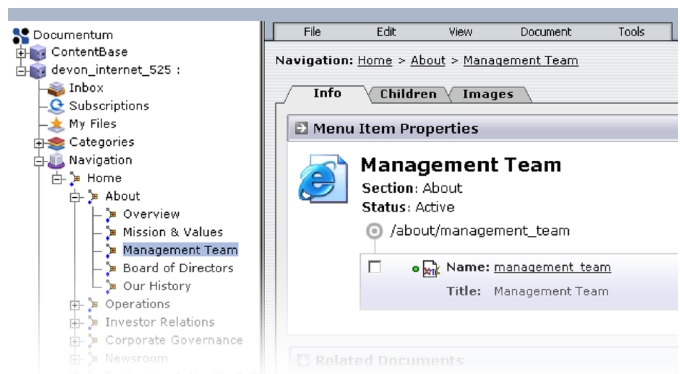 Documentum
ContentBase
devon_internet_525 :
Inbox
Subscriptions
My Files
Categories
Navigation
Home
About
Overview
Mission & Values
Management Team
Board of Directors
Our History
Operations
Investor Relations
Corporate Governance
Newsroom
File Edit View Document Tools
Navigation: Home > About > Management Team
Info Children Images
Menu Item Properties
Management Team
Section: About
Status: Active
/about/management_team
Name: management_team
Title: Management Team
Related Documents